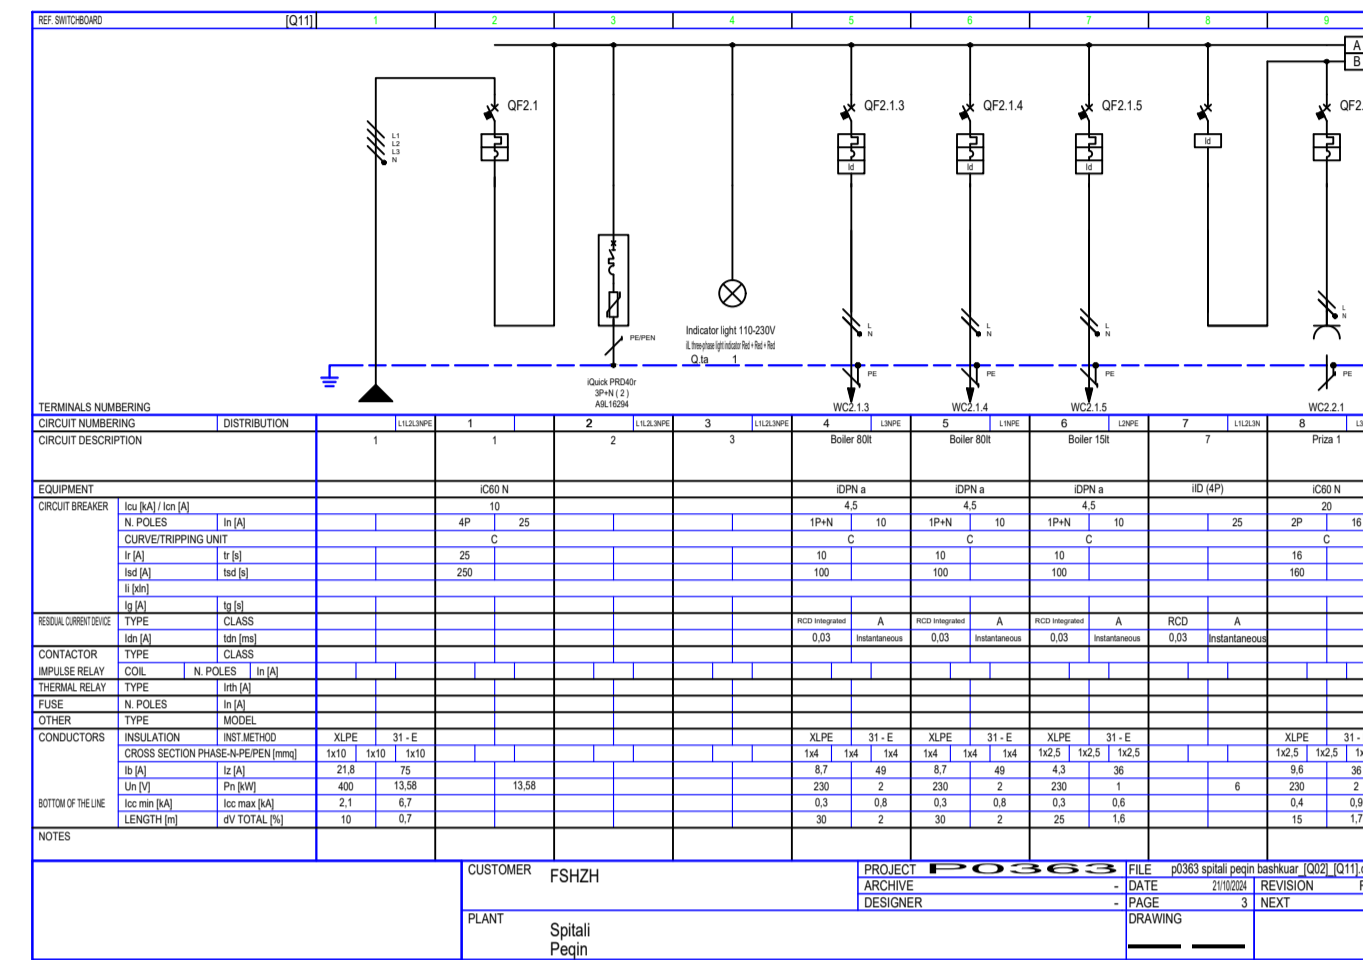 REF. SWITCHBOARD [Q11] 1 2 3 4 5 6 7 8 9
A
B
QF2.1 QF2.1.3 QF2.1.4 QF2.1.5 QF2.
L1
L2
L3
N
Id
Id Id Id
L
N
L N L N L N
PE/PEN
Indicator light 110-230V
iL three-phase light indicator Red + Red + Red
Q.ta 1
PE PE PE PE
iQuick PRD40r
3P+N ( 2 )
A9L16294
TERMINALS NUMBERING WC2.1.3 WC2.1.4 WC2.1.5 WC2.2.1
CIRCUIT NUMBERING DISTRIBUTION L1L2L3NPE 1 2 L1L2L3NPE 3 L1L2L3NPE 4 L3NPE 5 L1NPE 6 L2NPE 7 L1L2L3N 8 L3
CIRCUIT DESCRIPTION 1 1 2 3 Boiler 80lt Boiler 80lt Boiler 15lt 7 Priza 1
EQUIPMENT iC60 N iDPN a iDPN a iDPN a iID (4P) iC60 N
CIRCUIT BREAKER Icu [kA] / Icn [A] 10 4,5 4,5 4,5 20
N. POLES In [A] 4P 25 1P+N 10 1P+N 10 1P+N 10 25 2P 16
CURVE/TRIPPING UNIT C C C C C
Ir [A] tr [s] 25 10 10 10 16
Isd [A] tsd [s] 250 100 100 100 160
Ii [xIn]
Ig [A] tg [s]
RESIDUAL CURRENT DEVICE TYPE CLASS RCD Integrated A RCD Integrated A RCD Integrated A RCD A
Idn [A] tdn [ms] 0,03 Instantaneous 0,03 Instantaneous 0,03 Instantaneous 0,03 Instantaneous
CONTACTOR TYPE CLASS
IMPULSE RELAY COIL N. POLES In [A]
THERMAL RELAY TYPE Irth [A]
FUSE N. POLES In [A]
OTHER TYPE MODEL
CONDUCTORS INSULATION INST.METHOD XLPE 31 - E XLPE 31 - E XLPE 31 - E XLPE 31 - E XLPE 31 -
CROSS SECTION PHASE-N-PE/PEN [mmq] 1x10 1x10 1x10 1x4 1x4 1x4 1x4 1x4 1x4 1x2,5 1x2,5 1x2,5 1x2,5 1x2,5 1x
Ib [A] Iz [A] 21,8 75 8,7 49 8,7 49 4,3 36 9,6 36
Un [V] Pn [kW] 400 13,58 13,58 230 2 230 2 230 1 6 230 2
BOTTOM OF THE LINE Icc min [kA] Icc max [kA] 2,1 6,7 0,3 0,8 0,3 0,8 0,3 0,6 0,4 0,9
LENGTH [m] dV TOTAL [%] 10 0,7 30 2 30 2 25 1,6 15 1,7
NOTES
CUSTOMER FSHZH PROJECT P0363 FILE p0363 spitali peqin bashkuar_[Q02]_[Q11].
ARCHIVE - DATE 21/10/2024 REVISION
DESIGNER - PAGE 3 NEXT
PLANT Spitali
Peqin
DRAWING